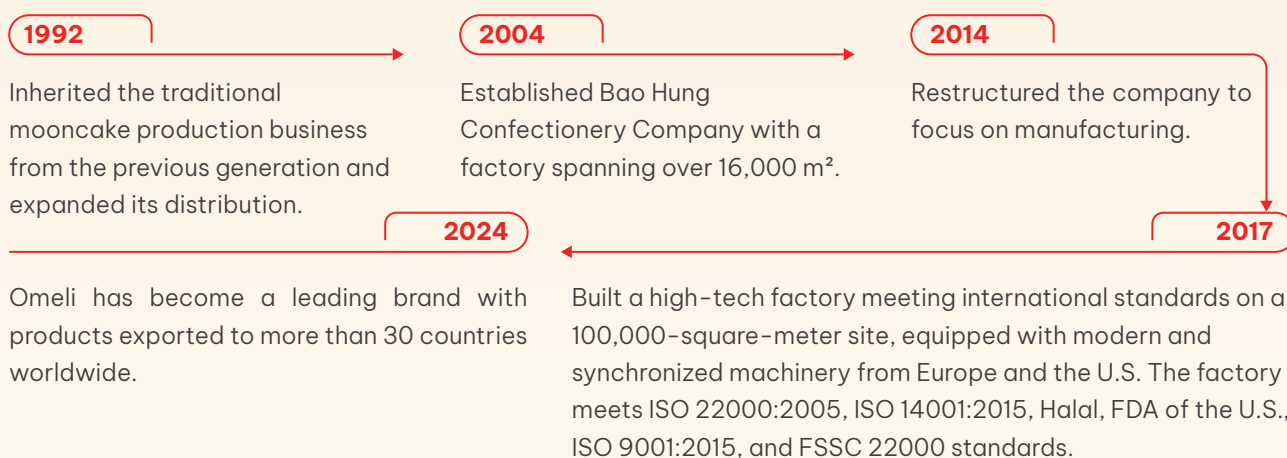 1992
Inherited the traditional
mooncake production business
from the previous generation and
expanded its distribution.
2004
Established Bao Hung
Confectionery Company with a
factory spanning over 16,000 m².
2014
Restructured the company to
focus on manufacturing.
2017
Built a high-tech factory meeting international standards on a
100,000-square-meter site, equipped with modern and
synchronized machinery from Europe and the U.S. The factory
meets ISO 22000:2005, ISO 14001:2015, Halal, FDA of the U.S.,
ISO 9001:2015, and FSSC 22000 standards.
2024
Omeli has become a leading brand with
products exported to more than 30 countries
worldwide.